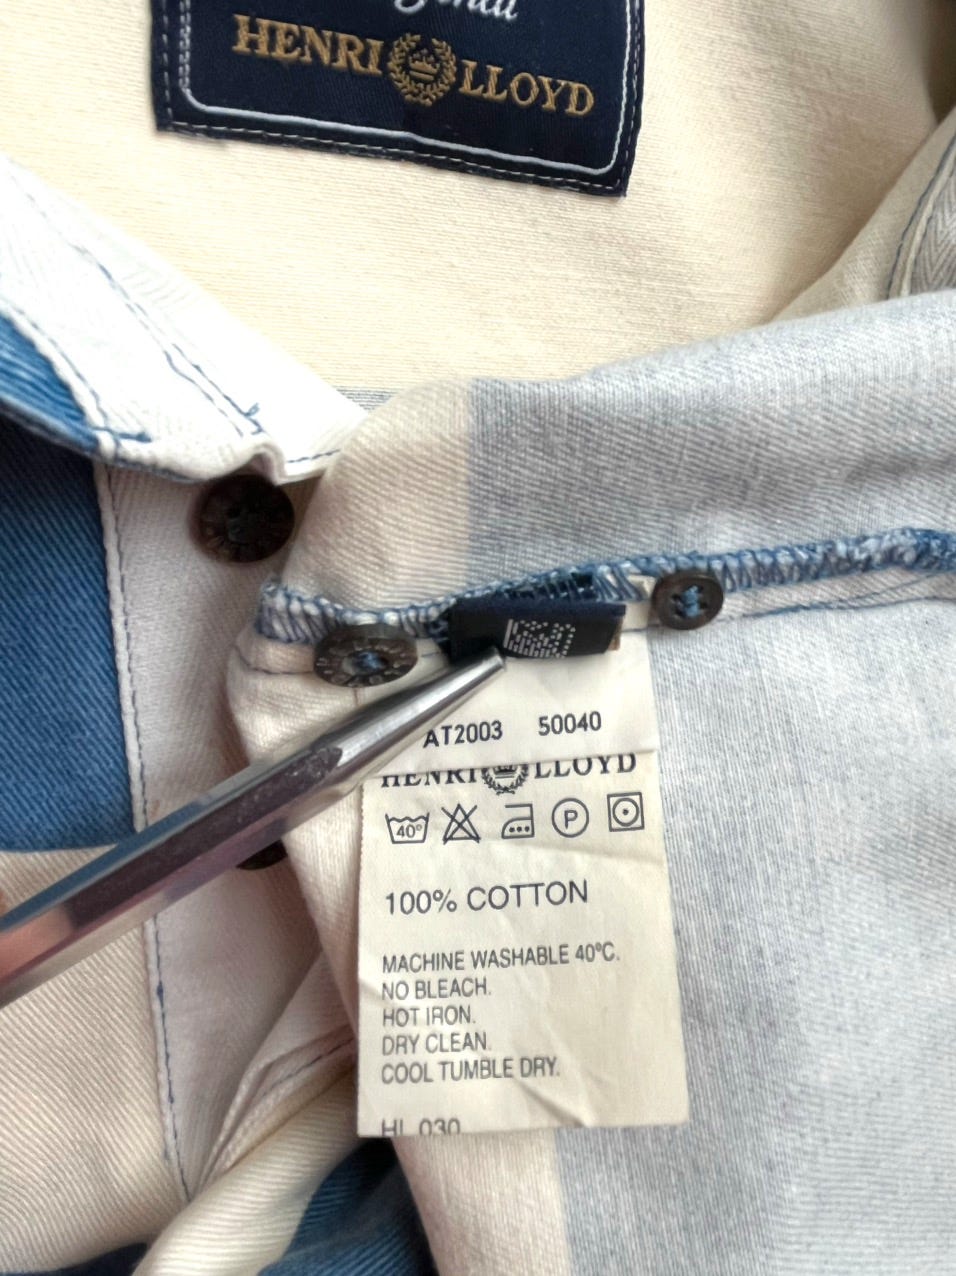 HENRI LLOYD
AT2003 50040
HENRI LLOYD
40°
P
100% COTTON
MACHINE WASHABLE 40°C.
NO BLEACH.
HOT IRON.
DRY CLEAN.
COOL TUMBLE DRY.
HL 030